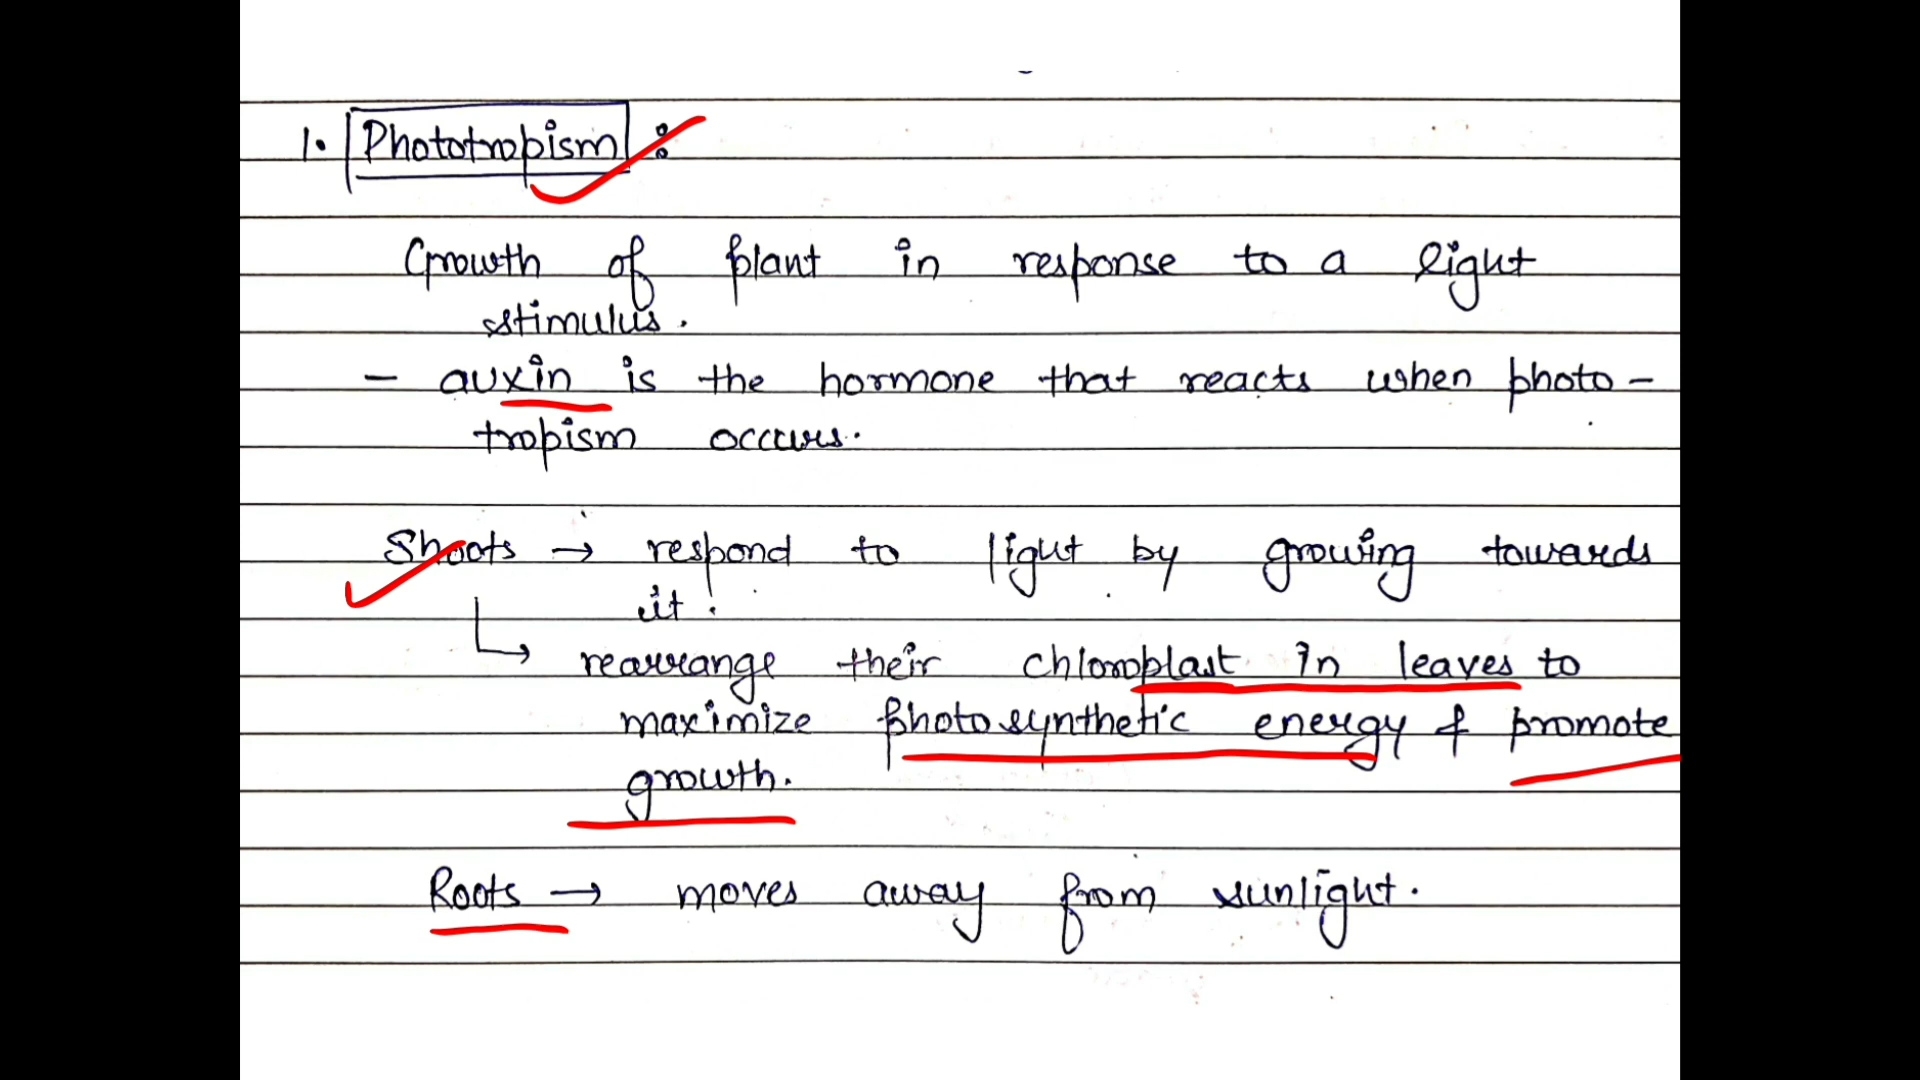 1. Phototropism :
Growth of plant in response to a light
stimulus.
- auxin is the hormone that reacts when photo-
tropism occurs.
Shoots → respond to light by growing towards
it.
↳ rearrange their chloroplast in leaves to
maximize photosynthetic energy & promote
growth.
Roots → moves away from sunlight.